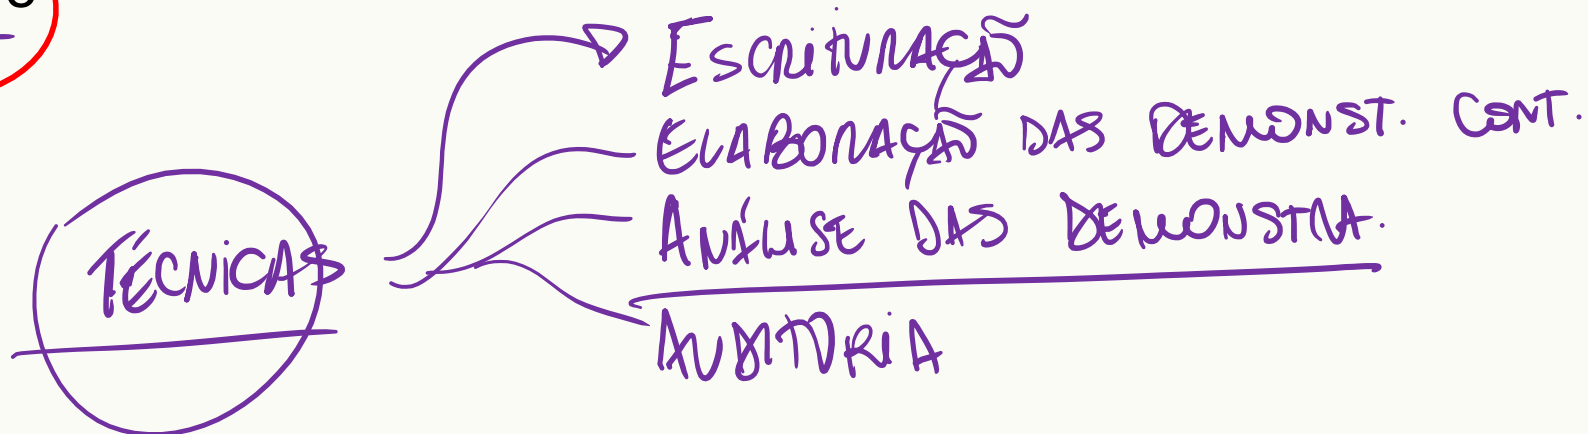 TÉCNICAS
ESCRITURAÇÃO
ELABORAÇÃO DAS DEMONST. CONT.
ANÁLISE DAS DEMONSTRA.
AUDITORIA